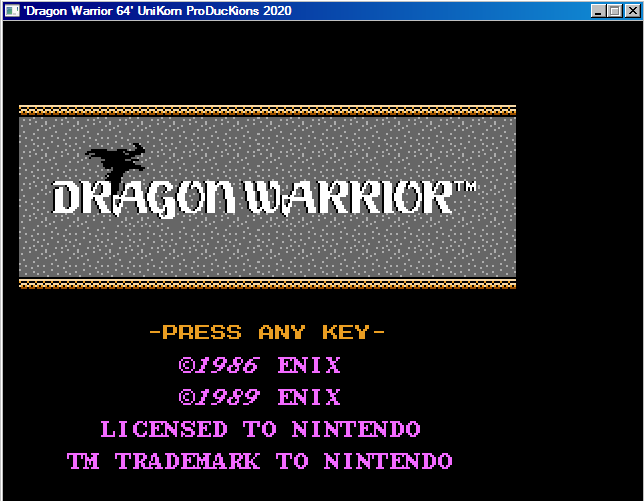 'Dragon Warrior 64' UniKorn ProDucKions 2020
DRAGON WARRIOR™
-PRESS ANY KEY-
©1986 ENIX
©1989 ENIX
LICENSED TO NINTENDO
TM TRADEMARK TO NINTENDO